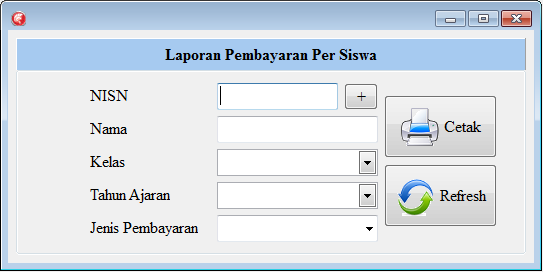 Laporan Pembayaran Per Siswa
NISN
+
Nama
Kelas
Tahun Ajaran
Jenis Pembayaran
Cetak
Refresh